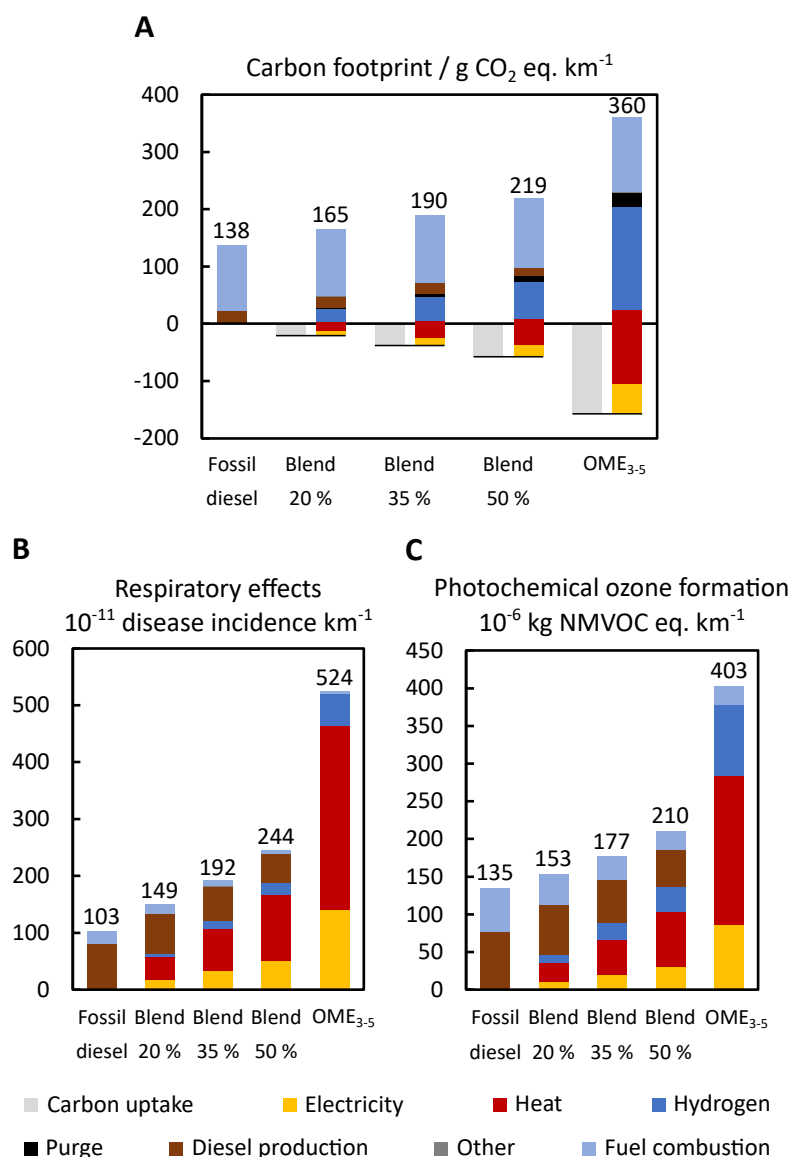 A
Carbon footprint / g CO₂ eq. km⁻¹
400
300
200
100
0
-100
-200
138
165
190
219
360
Fossil diesel
Blend 20 %
Blend 35 %
Blend 50 %
OME₃₋₅
B
Respiratory effects
10⁻¹¹ disease incidence km⁻¹
600
500
400
300
200
100
0
103
149
192
244
524
Fossil diesel
Blend 20 %
Blend 35 %
Blend 50 %
OME₃₋₅
C
Photochemical ozone formation
10⁻⁶ kg NMVOC eq. km⁻¹
450
400
350
300
250
200
150
100
50
0
135
153
177
210
403
Fossil diesel
Blend 20 %
Blend 35 %
Blend 50 %
OME₃₋₅
Carbon uptake
Electricity
Heat
Hydrogen
Purge
Diesel production
Other
Fuel combustion